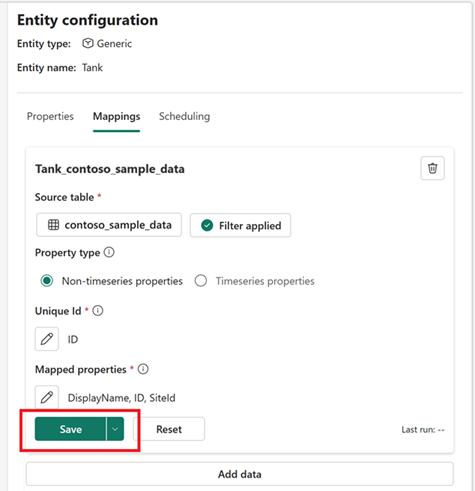 Entity configuration
Entity type: Generic
Entity name: Tank
Properties Mappings Scheduling
Tank_contoso_sample_data
Source table *
contoso_sample_data Filter applied
Property type
Non-timeseries properties Timeseries properties
Unique Id *
ID
Mapped properties *
DisplayName, ID, SiteId
Save Reset Last run: --
Add data